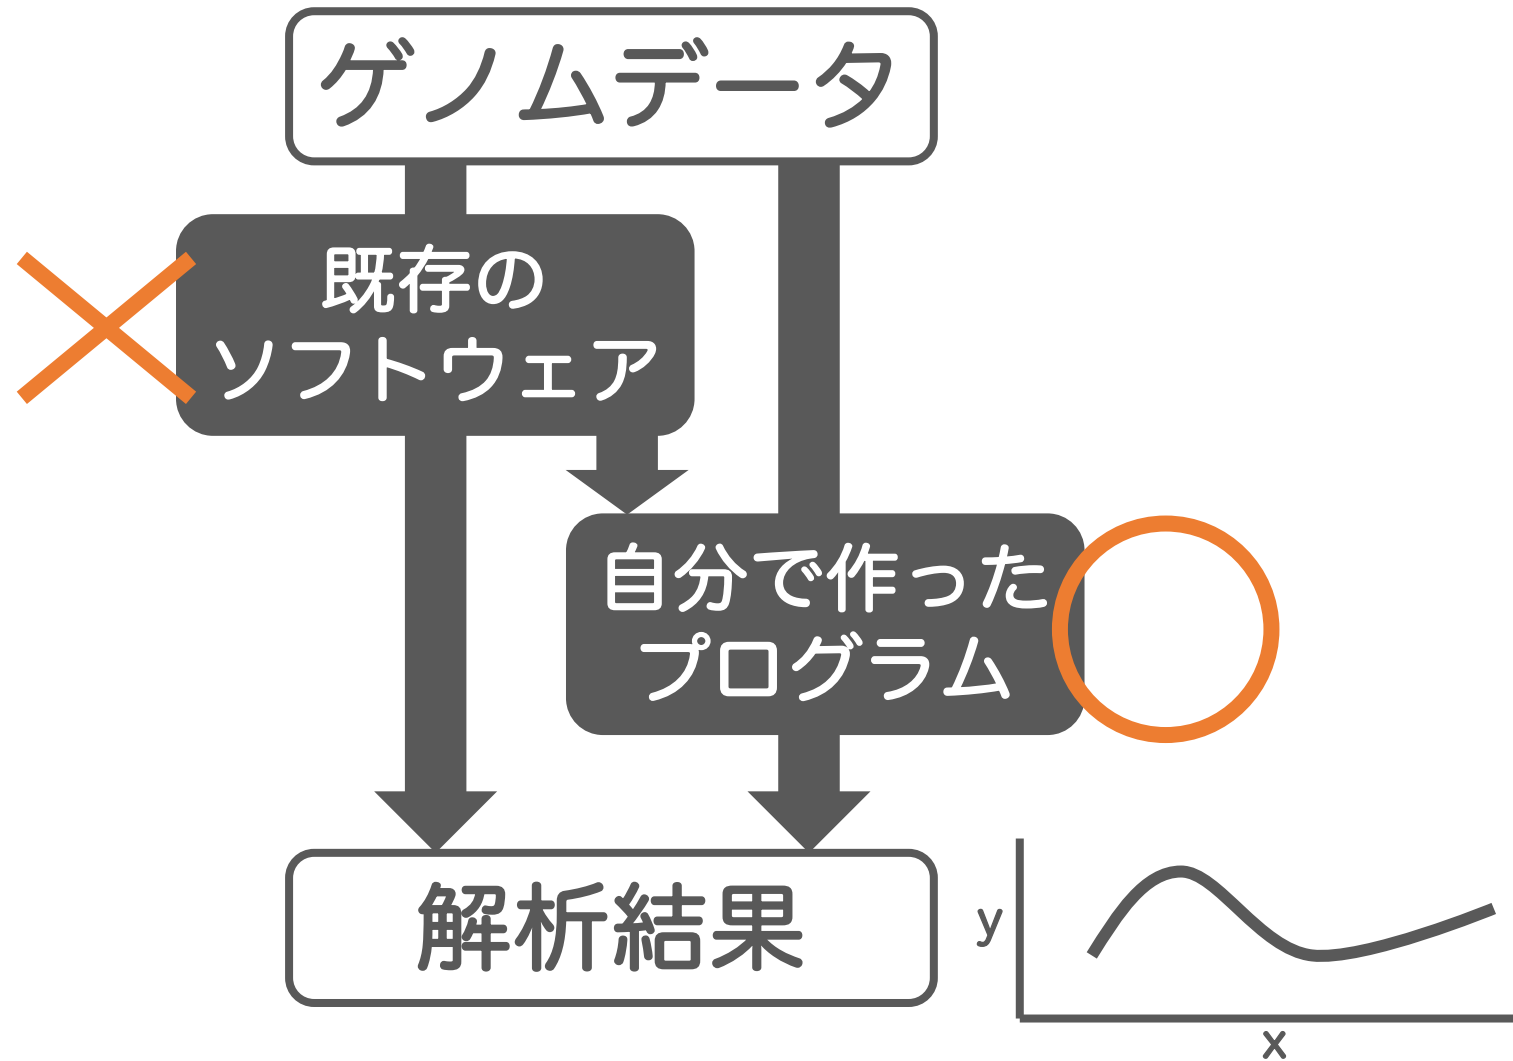 ゲノムデータ
既存の
ソフトウェア
自分で作った
プログラム
解析結果
y
x